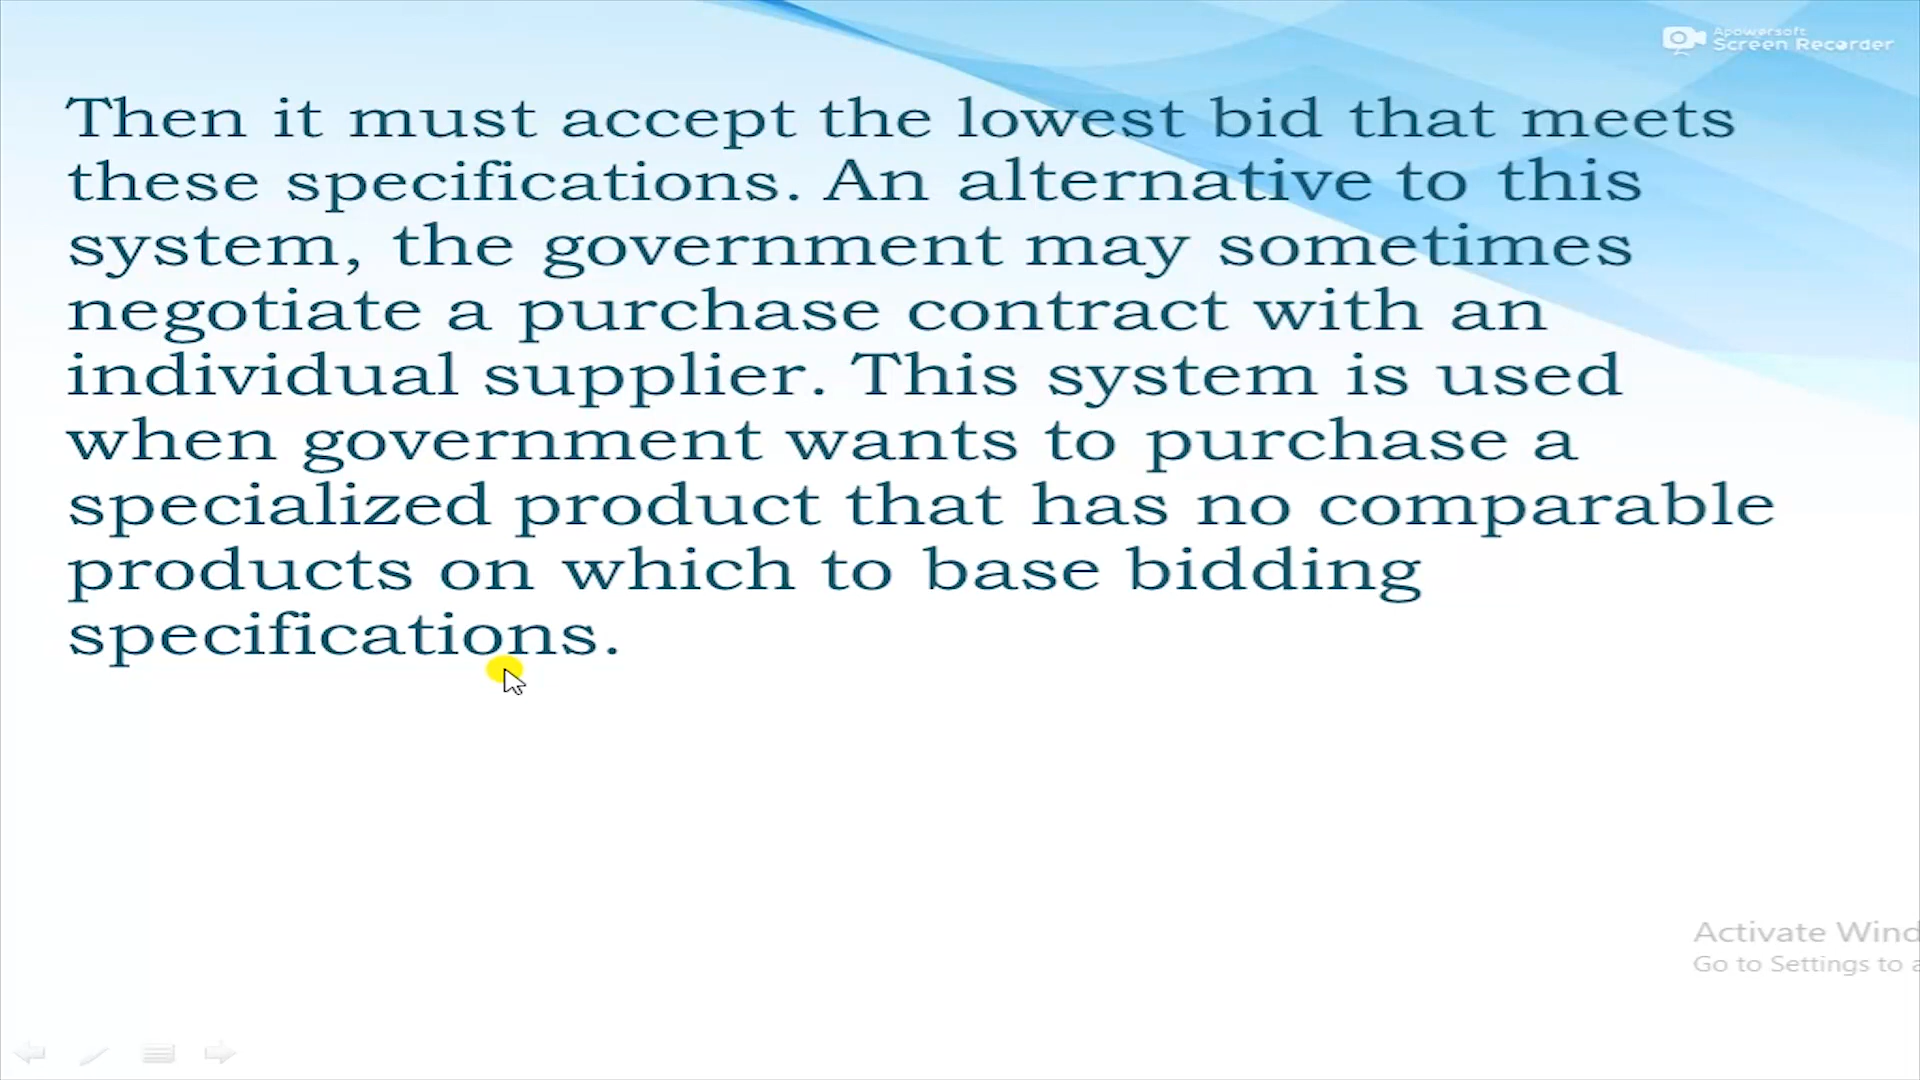 Apowersoft
Screen Recorder
Then it must accept the lowest bid that meets
these specifications. An alternative to this
system, the government may sometimes
negotiate a purchase contract with an
individual supplier. This system is used
when government wants to purchase a
specialized product that has no comparable
products on which to base bidding
specifications.
Activate Wind
Go to Settings to a